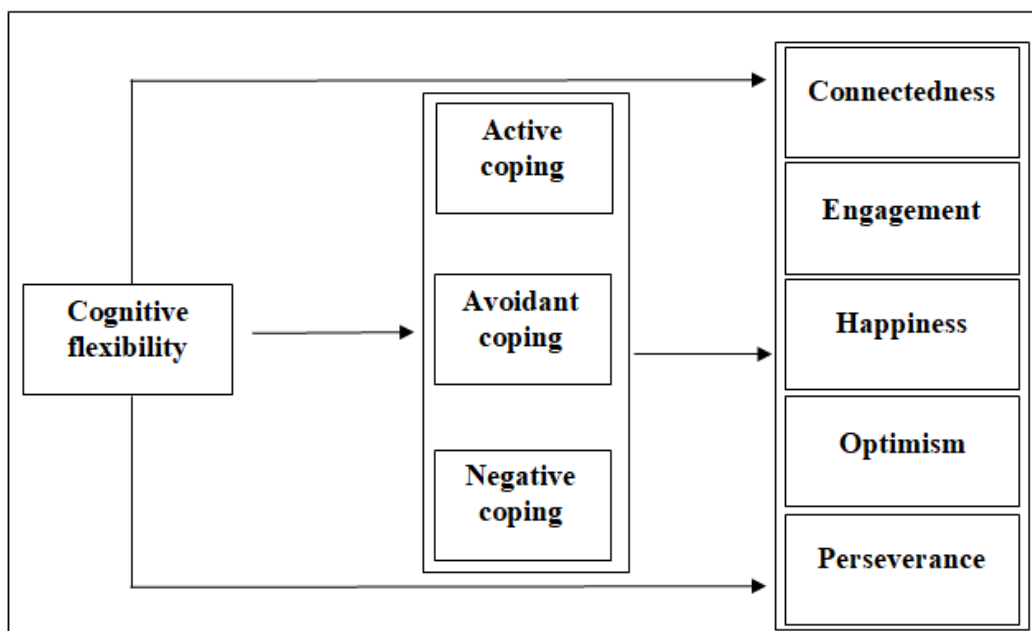 Cognitive
flexibility
Active
coping
Avoidant
coping
Negative
coping
Connectedness
Engagement
Happiness
Optimism
Perseverance